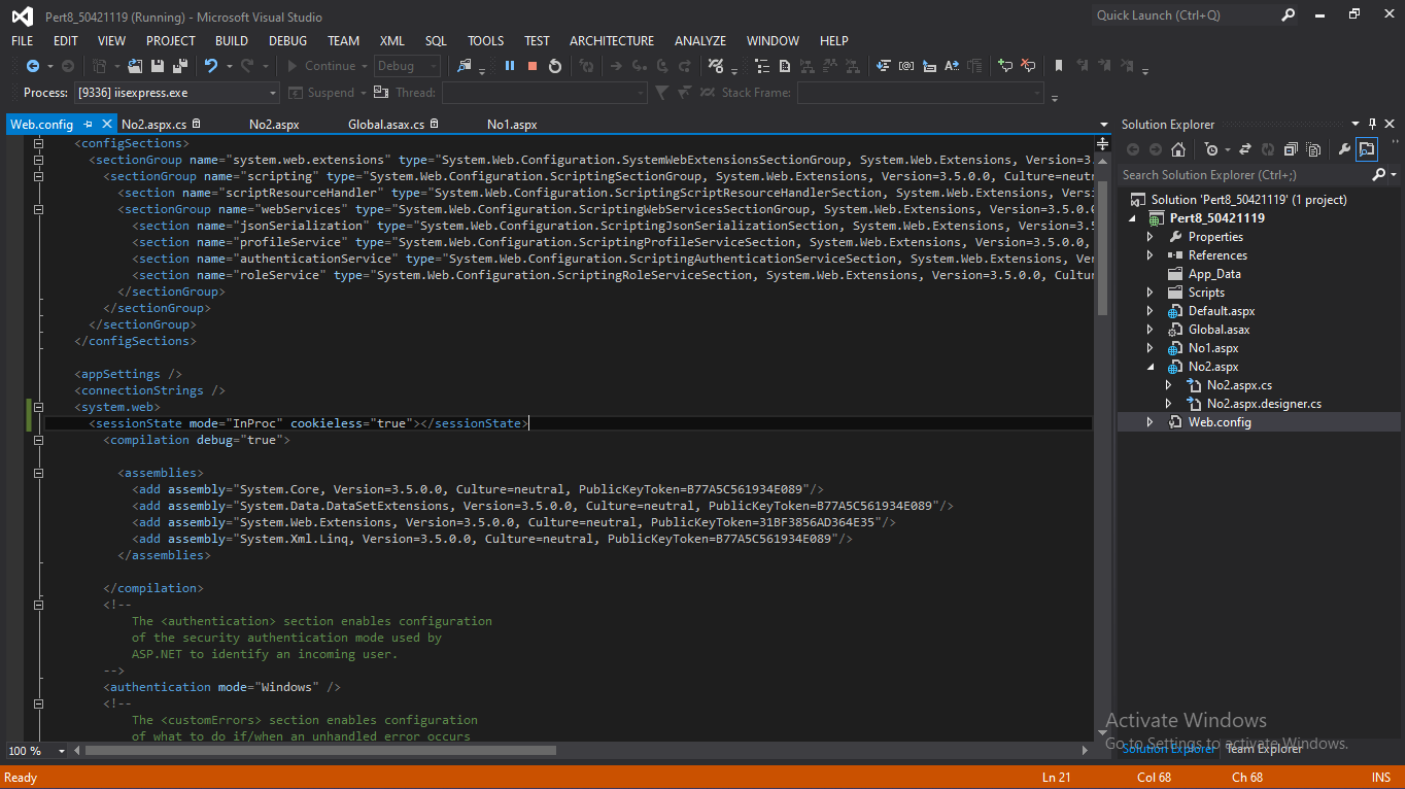 Pert8_50421119 (Running) - Microsoft Visual Studio
Quick Launch (Ctrl+Q)
FILE EDIT VIEW PROJECT BUILD DEBUG TEAM XML SQL TOOLS TEST ARCHITECTURE ANALYZE WINDOW HELP
Continue Debug
Process: [9336] iisexpress.exe Suspend Thread: Stack Frame:
Web.config No2.aspx.cs No2.aspx Global.asax.cs No1.aspx
<configSections>
<sectionGroup name="system.web.extensions" type="System.Web.Configuration.SystemWebExtensionsSectionGroup, System.Web.Extensions, Version=3.
<sectionGroup name="scripting" type="System.Web.Configuration.ScriptingSectionGroup, System.Web.Extensions, Version=3.5.0.0, Culture=neutr
<section name="scriptResourceHandler" type="System.Web.Configuration.ScriptingScriptResourceHandlerSection, System.Web.Extensions, Vers
<sectionGroup name="webServices" type="System.Web.Configuration.ScriptingWebServicesSectionGroup, System.Web.Extensions, Version=3.5.0.0
<section name="jsonSerialization" type="System.Web.Configuration.ScriptingJsonSerializationSection, System.Web.Extensions, Version=3.5
<section name="profileService" type="System.Web.Configuration.ScriptingProfileServiceSection, System.Web.Extensions, Version=3.5.0.0,
<section name="authenticationService" type="System.Web.Configuration.ScriptingAuthenticationServiceSection, System.Web.Extensions, Ver
<section name="roleService" type="System.Web.Configuration.ScriptingRoleServiceSection, System.Web.Extensions, Version=3.5.0.0, Cultu
</sectionGroup>
</sectionGroup>
</sectionGroup>
</configSections>
<appSettings />
<connectionStrings />
<system.web>
<sessionState mode="InProc" cookieless="true"></sessionState>
<compilation debug="true">
<assemblies>
<add assembly="System.Core, Version=3.5.0.0, Culture=neutral, PublicKeyToken=B77A5C561934E089"/>
<add assembly="System.Data.DataSetExtensions, Version=3.5.0.0, Culture=neutral, PublicKeyToken=B77A5C561934E089"/>
<add assembly="System.Web.Extensions, Version=3.5.0.0, Culture=neutral, PublicKeyToken=31BF3856AD364E35"/>
<add assembly="System.Xml.Linq, Version=3.5.0.0, Culture=neutral, PublicKeyToken=B77A5C561934E089"/>
</assemblies>
</compilation>
<!--
The <authentication> section enables configuration
of the security authentication mode used by
ASP.NET to identify an incoming user.
-->
<authentication mode="Windows" />
<!--
The <customErrors> section enables configuration
of what to do if/when an unhandled error occurs
100 %
Solution Explorer
Search Solution Explorer (Ctrl+;)
Solution 'Pert8_50421119' (1 project)
Pert8_50421119
Properties
References
App_Data
Scripts
Default.aspx
Global.asax
No1.aspx
No2.aspx
No2.aspx.cs
No2.aspx.designer.cs
Web.config
Activate Windows
Go to Settings to activate Windows.
Solution Explorer Team Explorer
Ready Ln 21 Col 68 Ch 68 INS